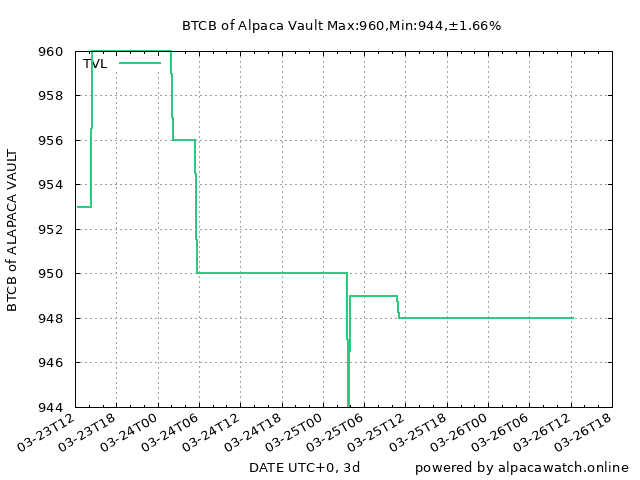 BTCB of Alpaca Vault Max:960,Min:944,±1.66%
TVL
960
958
956
954
952
950
948
946
944
BTCB of ALAPACA VAULT
03-23T12
03-23T18
03-24T00
03-24T06
03-24T12
03-24T18
03-25T00
03-25T06
03-25T12
03-25T18
03-26T00
03-26T06
03-26T12
03-26T18
DATE UTC+0, 3d
powered by alpacawatch.online